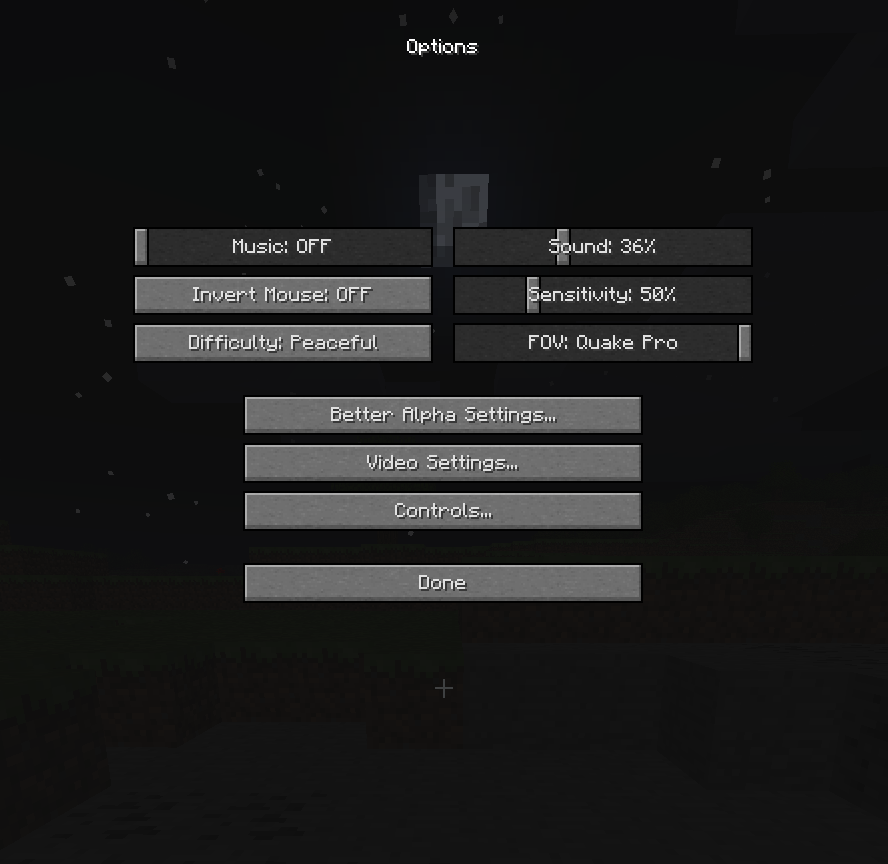 Options
Music: OFF
Sound: 36%
Invert Mouse: OFF
Sensitivity: 50%
Difficulty: Peaceful
FOV: Quake Pro
Better Alpha Settings...
Video Settings...
Controls...
Done